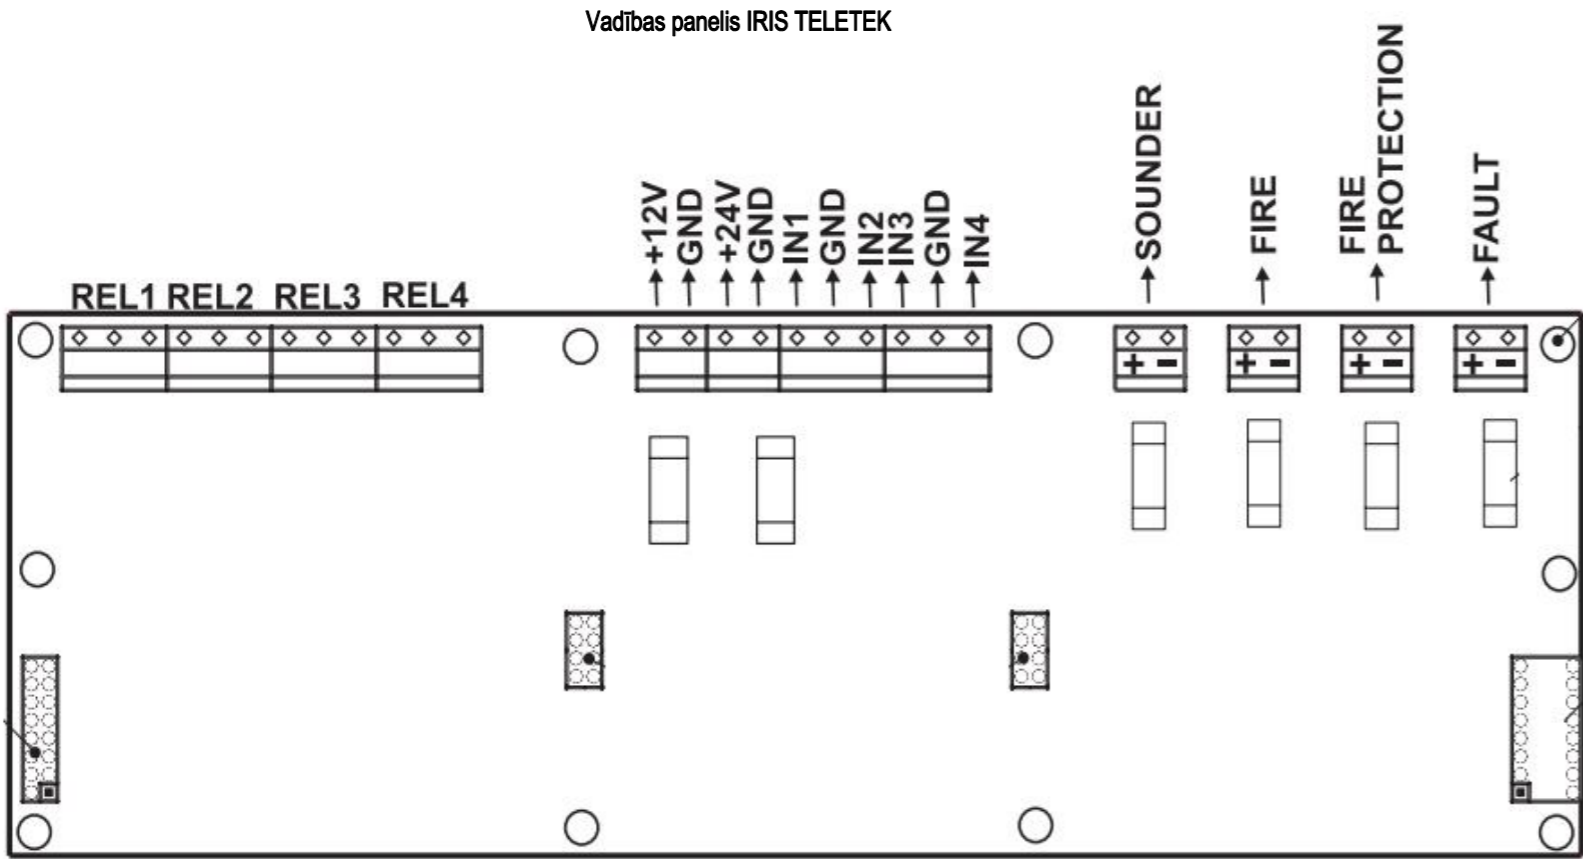 Vadības panelis IRIS TELETEK
REL1 REL2 REL3 REL4
+12V
GND
+24V
GND
IN1
GND
IN2
IN3
GND
IN4
SOUNDER
FIRE
FIRE
PROTECTION
FAULT
+ -
+ -
+ -
+ -